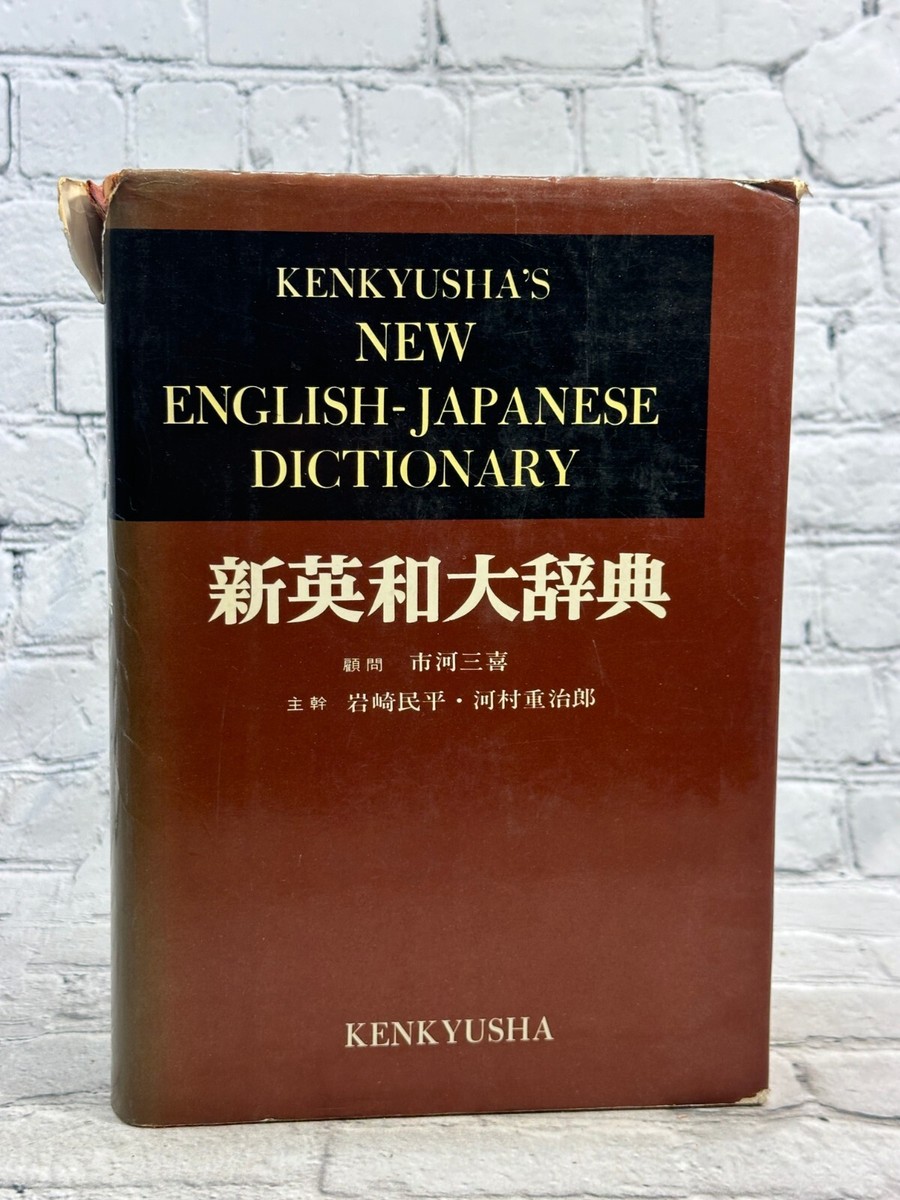 KENKYUSHA'S
NEW
ENGLISH-JAPANESE
DICTIONARY
新英和大辞典
顧問 市河三喜
主幹 岩崎民平・河村重治郎
KENKYUSHA